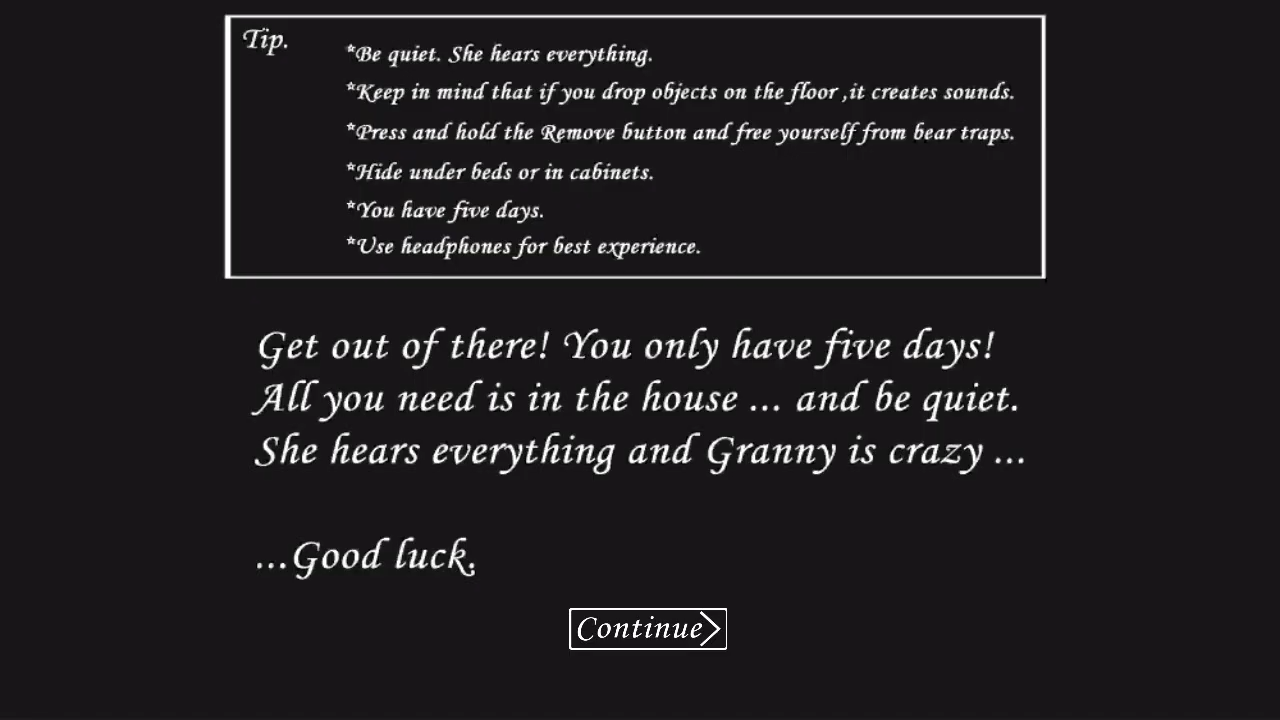 Tip.
*Be quiet. She hears everything.
*Keep in mind that if you drop objects on the floor ,it creates sounds.
*Press and hold the Remove button and free yourself from bear traps.
*Hide under beds or in cabinets.
*You have five days.
*Use headphones for best experience.
Get out of there! You only have five days!
All you need is in the house ... and be quiet.
She hears everything and Granny is crazy ...
...Good luck.
Continue